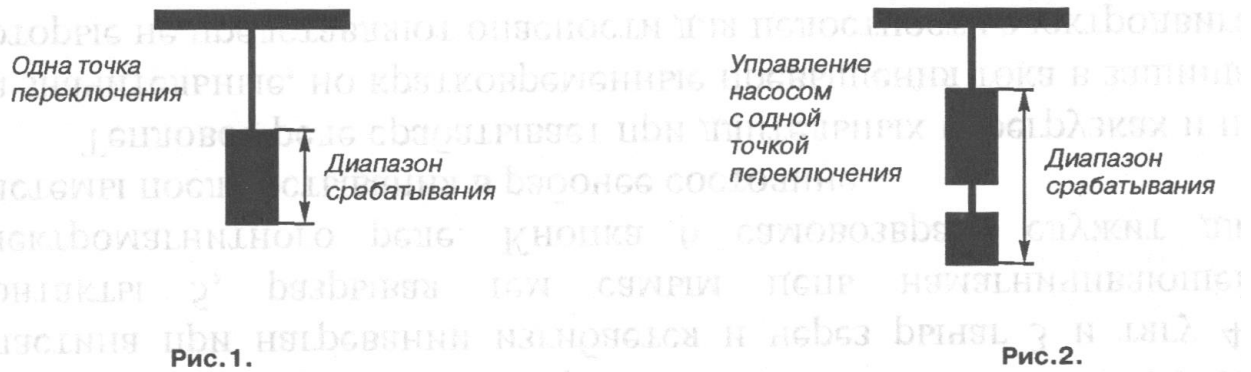 Одна точка
переключения
Диапазон
срабатывания
Рис.1.
Управление
насосом
с одной
точкой
переключения
Диапазон
срабатывания
Рис.2.